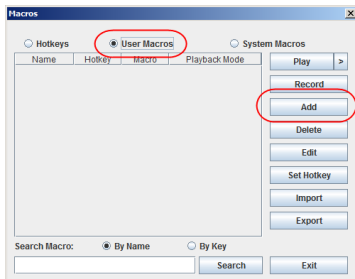 Macros
Hotkeys User Macros System Macros
Name Hotkey Macro Playback Mode
Play >
Record
Add
Delete
Edit
Set Hotkey
Import
Export
Search Macro: By Name By Key
Search Exit